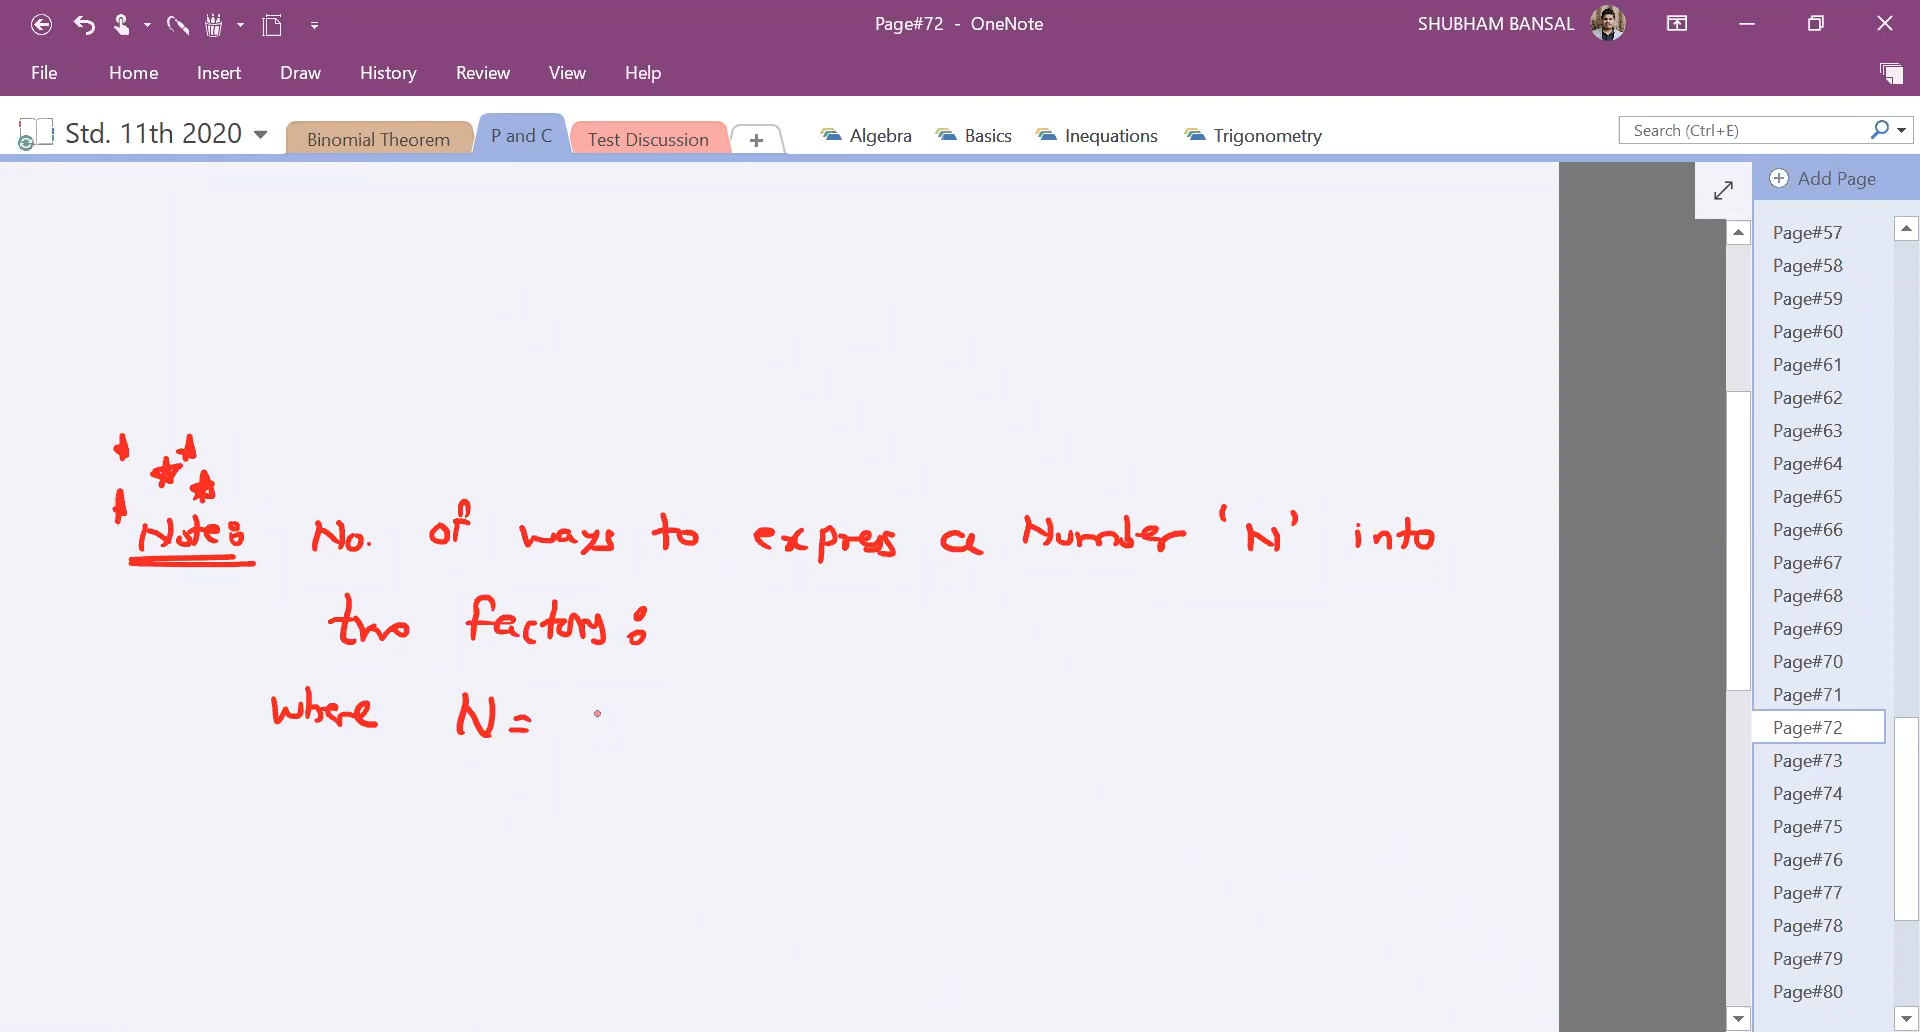 Page#72 - OneNote
SHUBHAM BANSAL
File Home Insert Draw History Review View Help
Std. 11th 2020
Binomial Theorem P and C Test Discussion +
Algebra Basics Inequations Trigonometry
Search (Ctrl+E)
Add Page
Page#57
Page#58
Page#59
Page#60
Page#61
Page#62
Page#63
Page#64
Page#65
Page#66
Page#67
Page#68
Page#69
Page#70
Page#71
Page#72
Page#73
Page#74
Page#75
Page#76
Page#77
Page#78
Page#79
Page#80
Note: No. of ways to express a Number 'N' into
two factors:
where N=